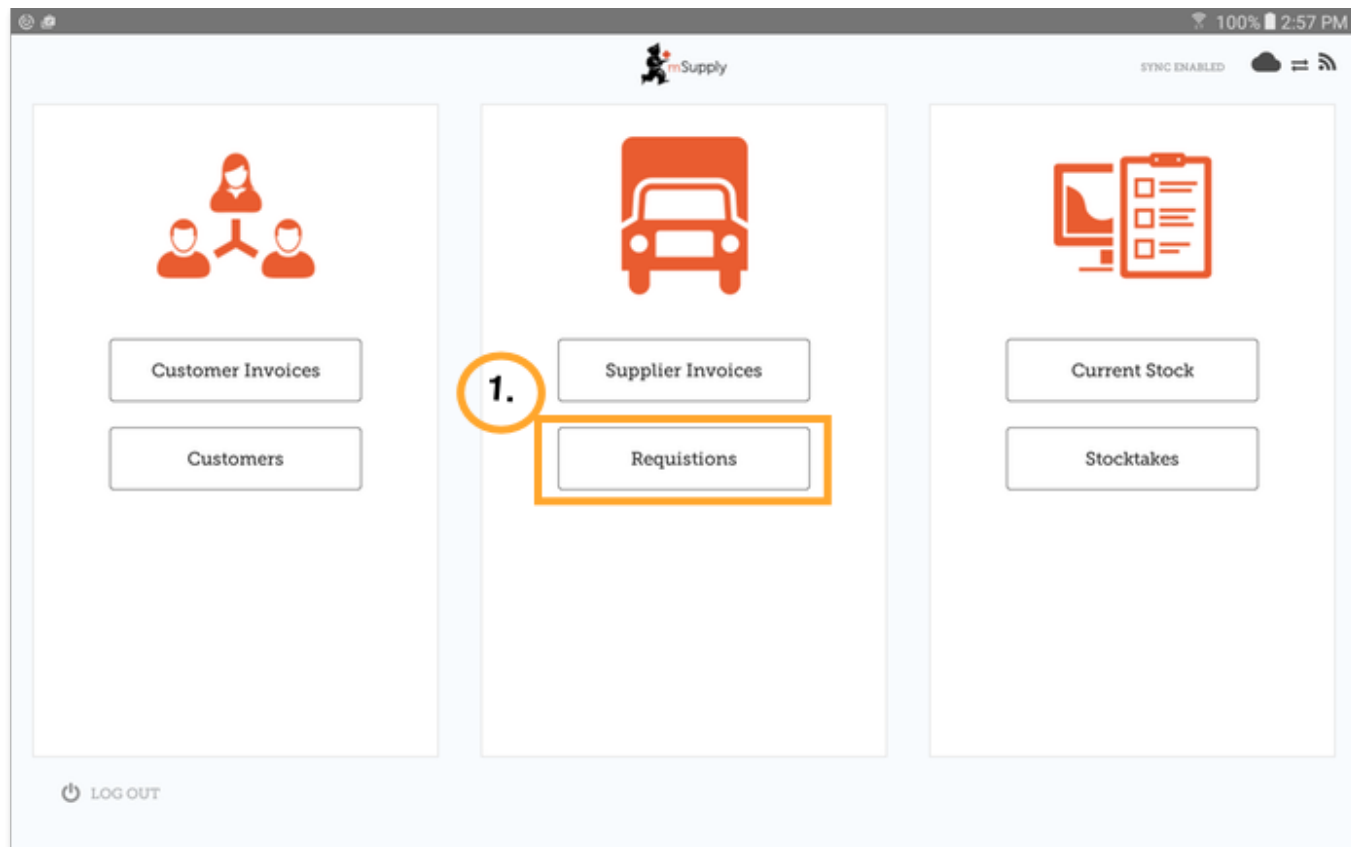 100% 2:57 PM
mSupply
SYNC ENABLED
Customer Invoices
Customers
1.
Supplier Invoices
Requistions
Current Stock
Stocktakes
LOG OUT